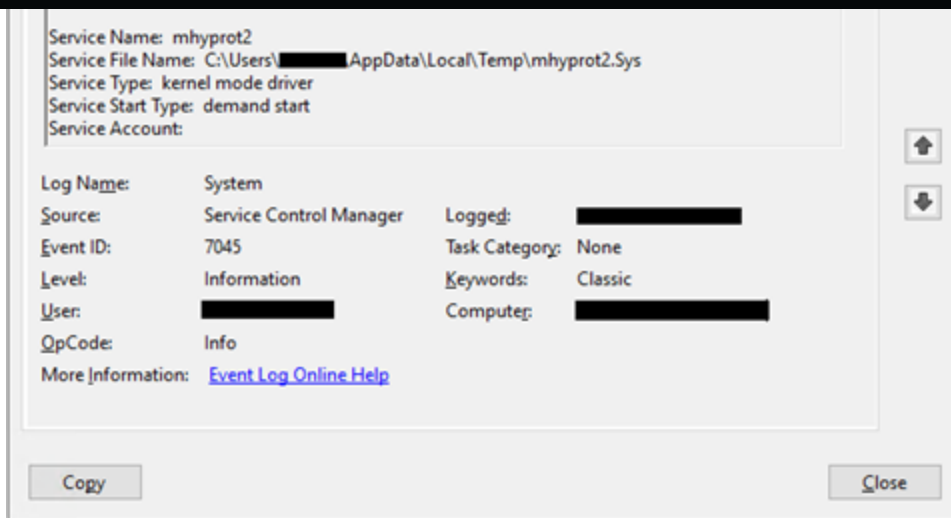 Service Name: mhyprot2
Service File Name: C:\Users\ AppData\Local\Temp\mhyprot2.Sys
Service Type: kernel mode driver
Service Start Type: demand start
Service Account:
Log Name: System
Source: Service Control Manager Logged:
Event ID: 7045 Task Category: None
Level: Information Keywords: Classic
User: Computer:
OpCode: Info
More Information: Event Log Online Help
Copy Close